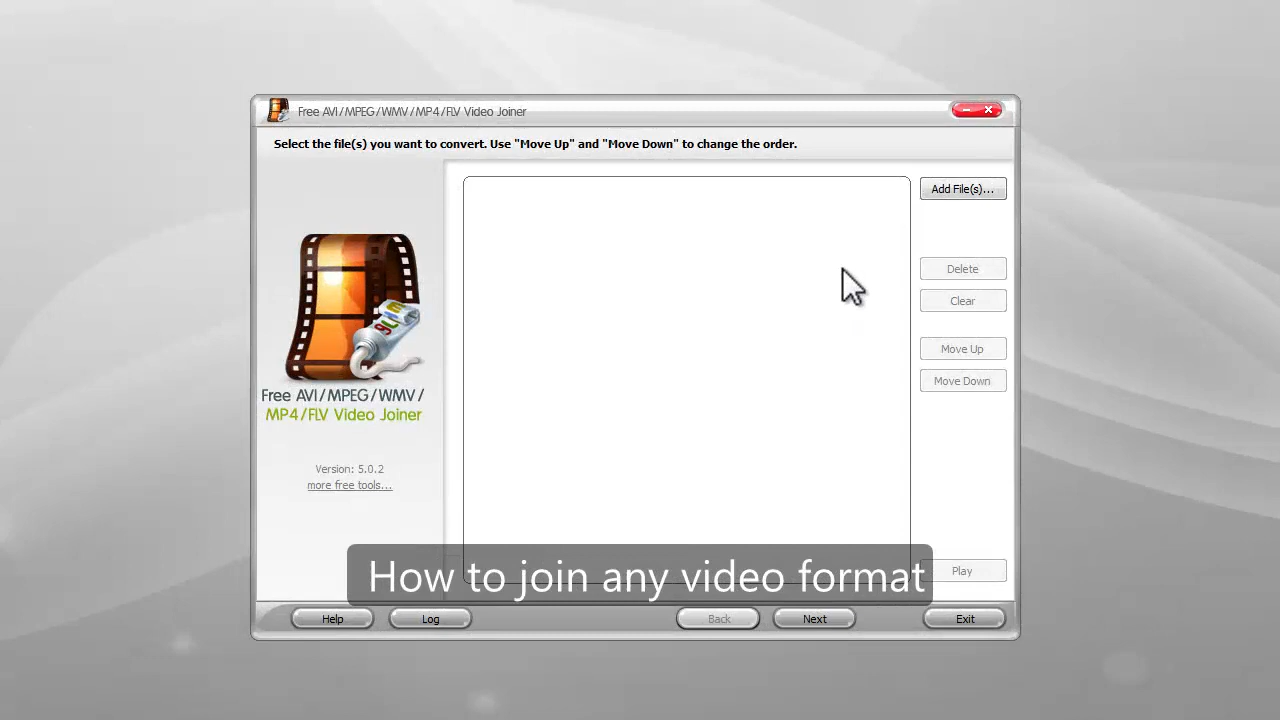 Free AVI/MPEG/WMV/MP4/FLV Video Joiner
Select the file(s) you want to convert. Use "Move Up" and "Move Down" to change the order.
Add File(s)...
Delete
Clear
Move Up
Move Down
Free AVI/MPEG/WMV/
MP4/FLV Video Joiner
Version: 5.0.2
more free tools...
How to join any video format
Play
Help
Log
Back
Next
Exit